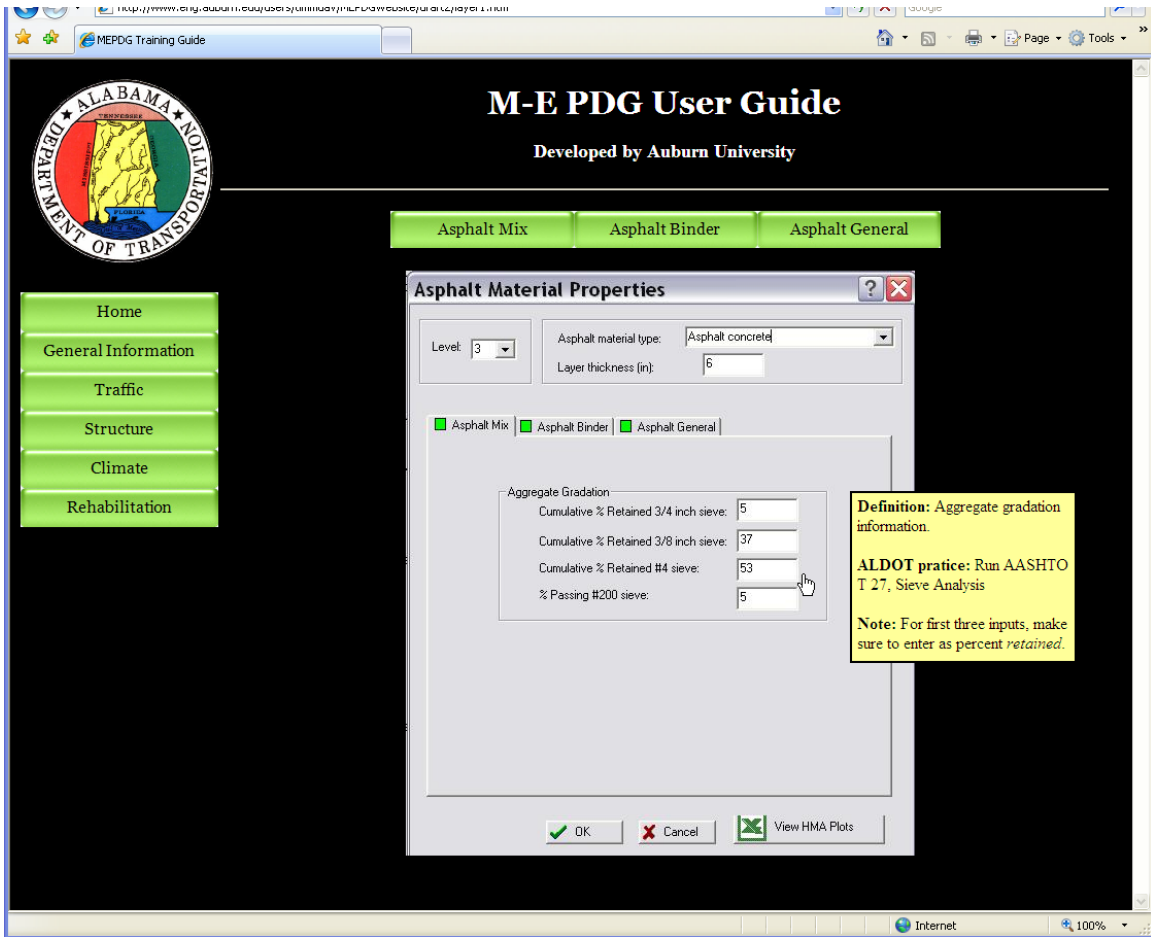 MEPDG Training Guide
Google
Page
Tools
»
ALABAMA
DEPARTMENT OF TRANSPORTATION
TENNESSEE
FLORIDA
M-E PDG User Guide
Developed by Auburn University
Asphalt Mix Asphalt Binder Asphalt General
Home
General Information
Traffic
Structure
Climate
Rehabilitation
Asphalt Material Properties
Level: 3
Asphalt material type: Asphalt concrete
Layer thickness (in): 6
Asphalt Mix Asphalt Binder Asphalt General
Aggregate Gradation
Cumulative % Retained 3/4 inch sieve: 5
Cumulative % Retained 3/8 inch sieve: 37
Cumulative % Retained #4 sieve: 53
% Passing #200 sieve: 5
Definition: Aggregate gradation
information.
ALDOT pratice: Run AASHTO
T 27, Sieve Analysis
Note: For first three inputs, make
sure to enter as percent retained.
OK Cancel View HMA Plots
Internet 100%